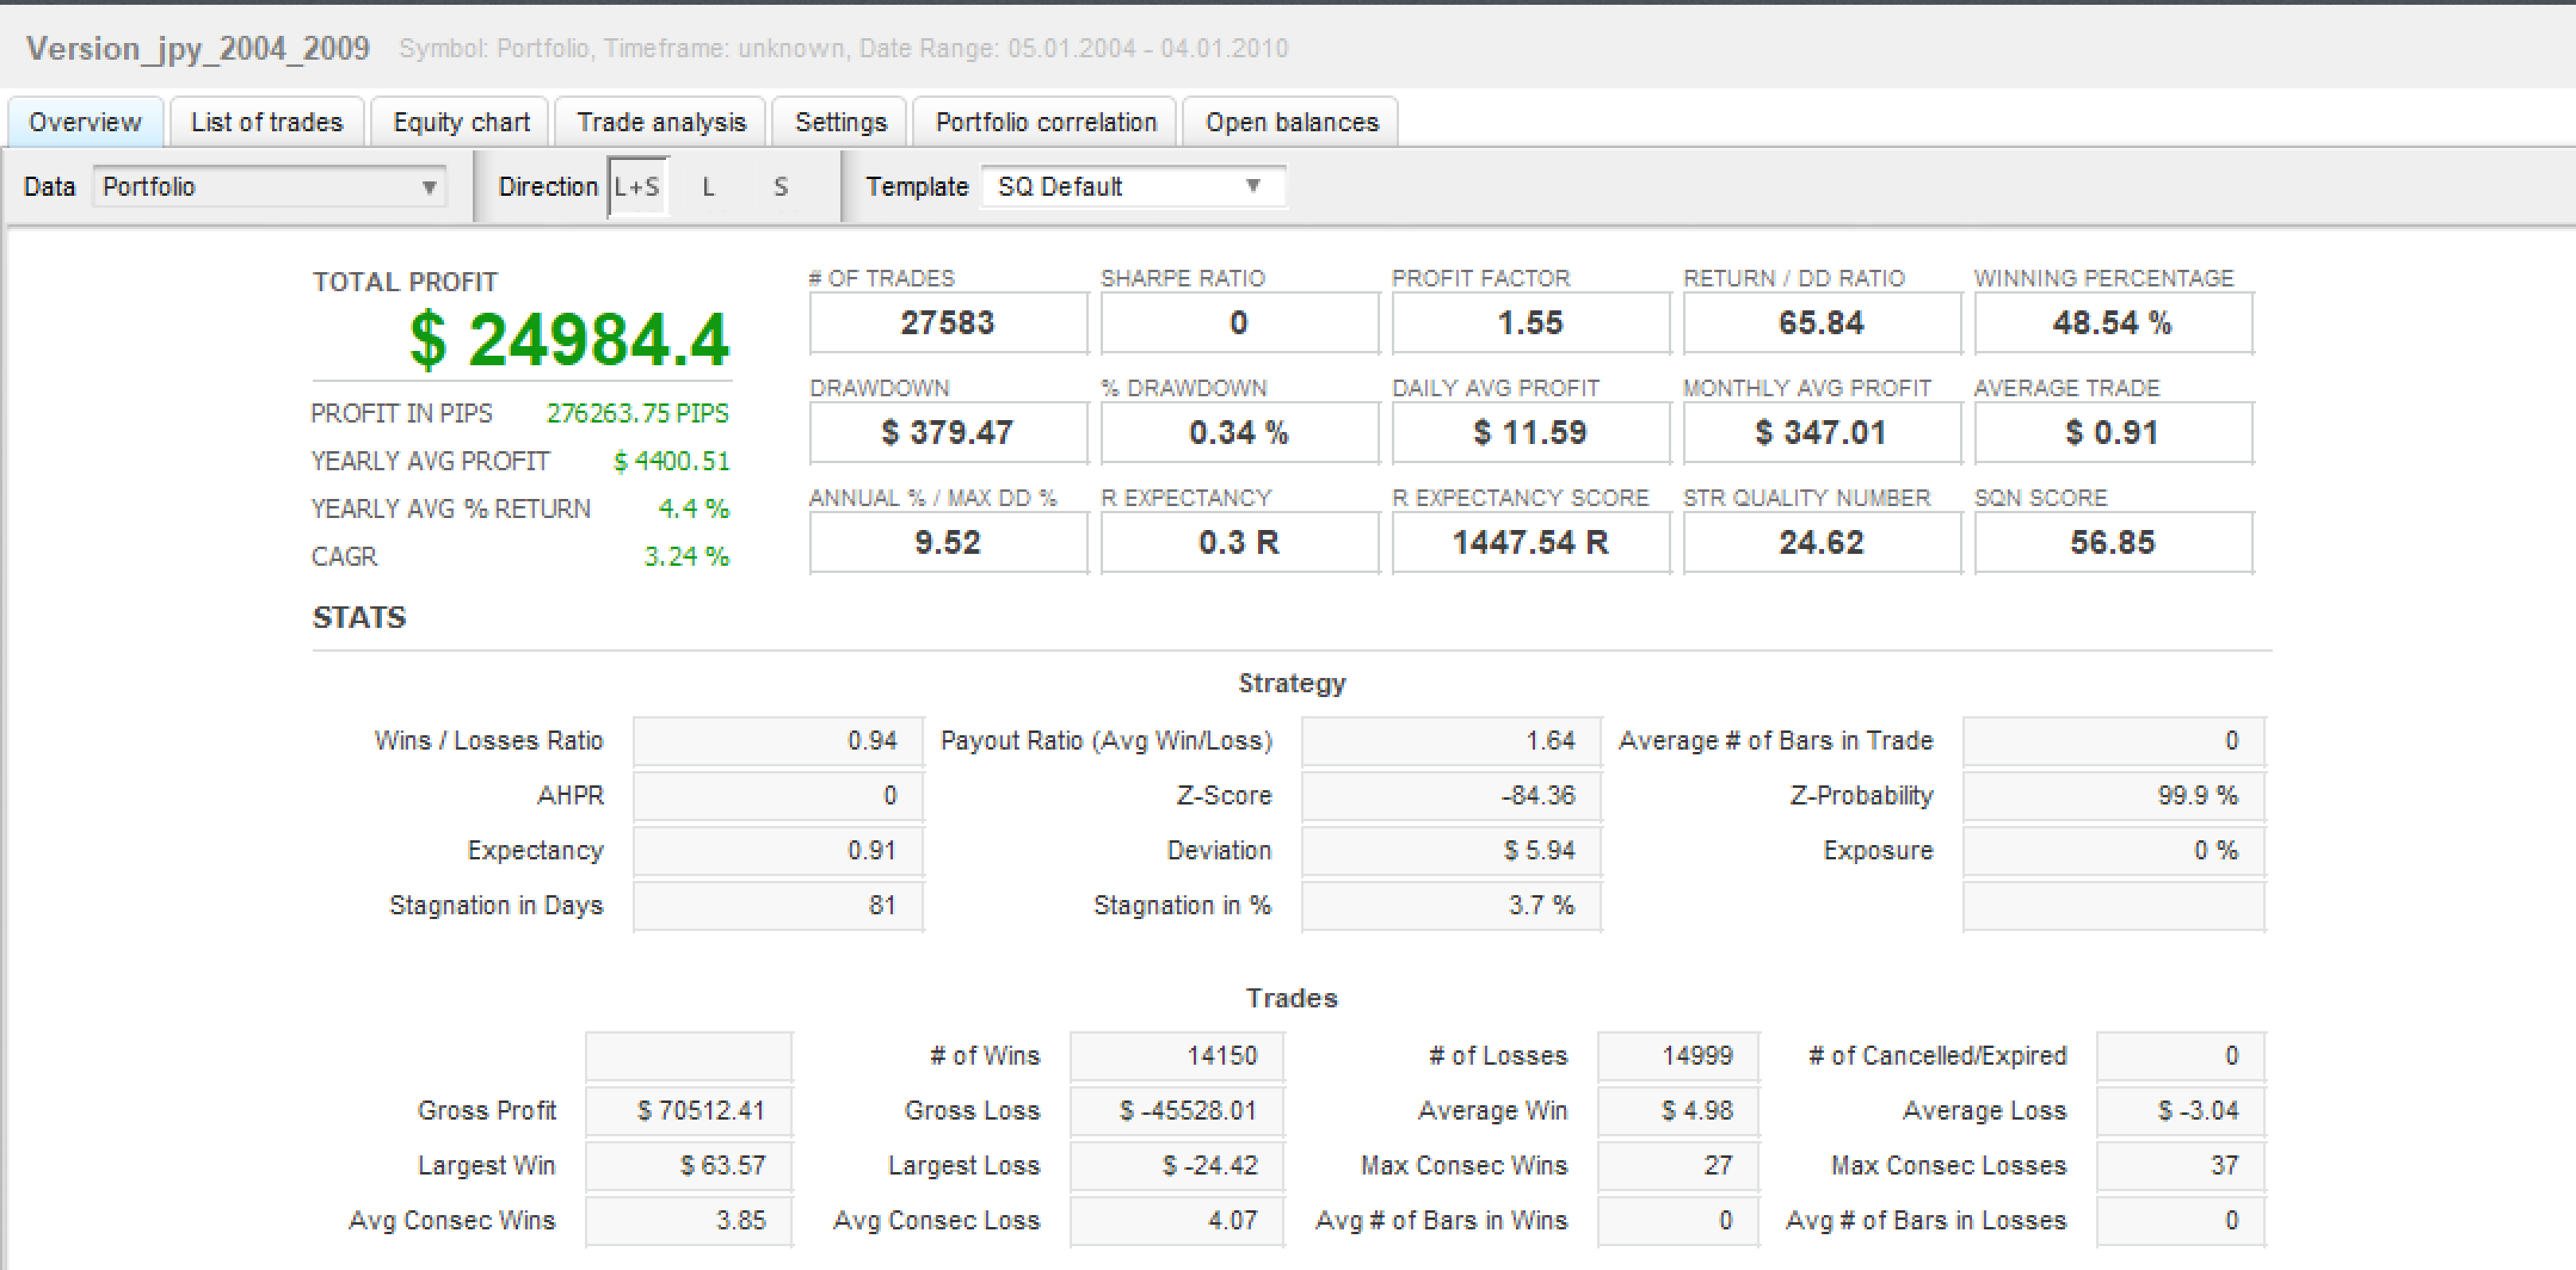 Version_jpy_2004_2009 Symbol: Portfolio, Timeframe: unknown, Date Range: 05.01.2004 - 04.01.2010
Overview List of trades Equity chart Trade analysis Settings Portfolio correlation Open balances
Data Portfolio Direction L+S L S Template SQ Default
TOTAL PROFIT
$ 24984.4
PROFIT IN PIPS 276263.75 PIPS
YEARLY AVG PROFIT $ 4400.51
YEARLY AVG % RETURN 4.4 %
CAGR 3.24 %
# OF TRADES SHARPE RATIO PROFIT FACTOR RETURN / DD RATIO WINNING PERCENTAGE
27583 0 1.55 65.84 48.54 %
DRAWDOWN % DRAWDOWN DAILY AVG PROFIT MONTHLY AVG PROFIT AVERAGE TRADE
$ 379.47 0.34 % $ 11.59 $ 347.01 $ 0.91
ANNUAL % / MAX DD % R EXPECTANCY R EXPECTANCY SCORE STR QUALITY NUMBER SQN SCORE
9.52 0.3 R 1447.54 R 24.62 56.85
STATS
Strategy
Wins / Losses Ratio 0.94 Payout Ratio (Avg Win/Loss) 1.64 Average # of Bars in Trade 0
AHPR 0 Z-Score -84.36 Z-Probability 99.9 %
Expectancy 0.91 Deviation $ 5.94 Exposure 0 %
Stagnation in Days 81 Stagnation in % 3.7 %
Trades
# of Wins 14150 # of Losses 14999 # of Cancelled/Expired 0
Gross Profit $ 70512.41 Gross Loss $ -45528.01 Average Win $ 4.98 Average Loss $ -3.04
Largest Win $ 63.57 Largest Loss $ -24.42 Max Consec Wins 27 Max Consec Losses 37
Avg Consec Wins 3.85 Avg Consec Loss 4.07 Avg # of Bars in Wins 0 Avg # of Bars in Losses 0